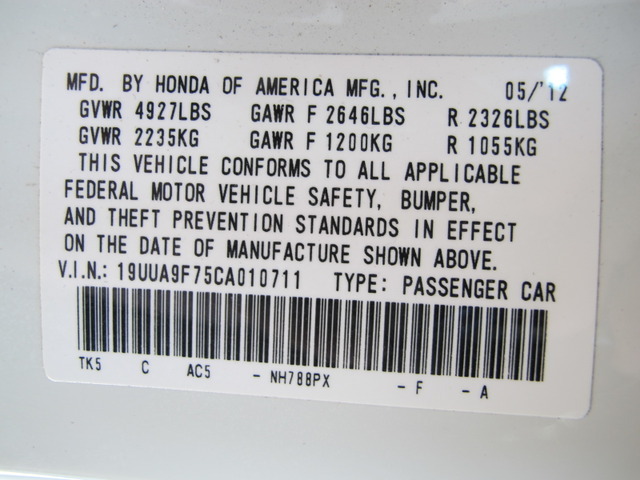 MFD. BY HONDA OF AMERICA MFG., INC. 05/'12
GVWR 4927LBS GAWR F 2646LBS R 2326LBS
GVWR 2235KG GAWR F 1200KG R 1055KG
THIS VEHICLE CONFORMS TO ALL APPLICABLE
FEDERAL MOTOR VEHICLE SAFETY, BUMPER,
AND THEFT PREVENTION STANDARDS IN EFFECT
ON THE DATE OF MANUFACTURE SHOWN ABOVE.
V.I.N.: 19UUA9F75CA010711 TYPE: PASSENGER CAR
TK5 C AC5 - NH788PX - F - A